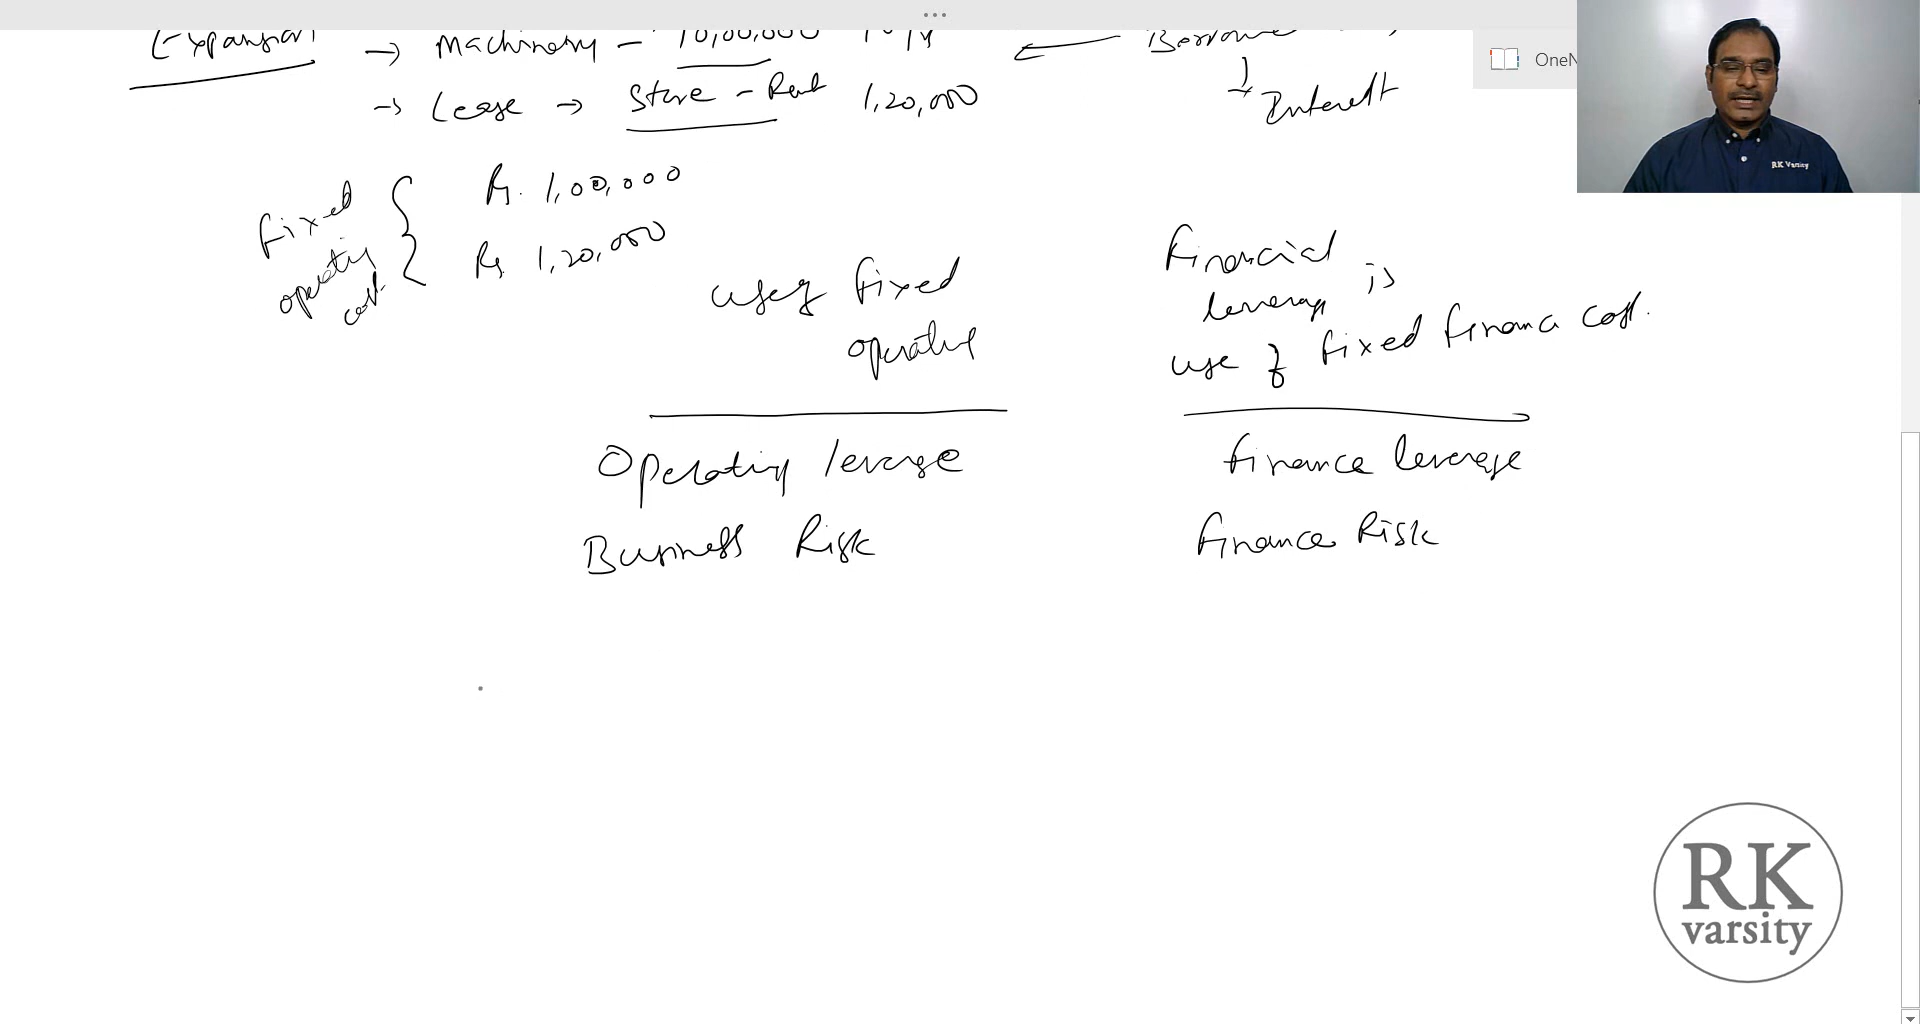 Expansion → Machinery – 10,00,000
→ Lease → Store – Rent 1,20,000
Interest
OneN
RK Varsity
fixed operating cost
Rs. 1,00,000
Rs. 1,20,000
use of fixed
operating
Financial
leverage is
use of fixed finance cost.
Operating leverage
finance leverage
Business Risk
finance Risk
RK
varsity